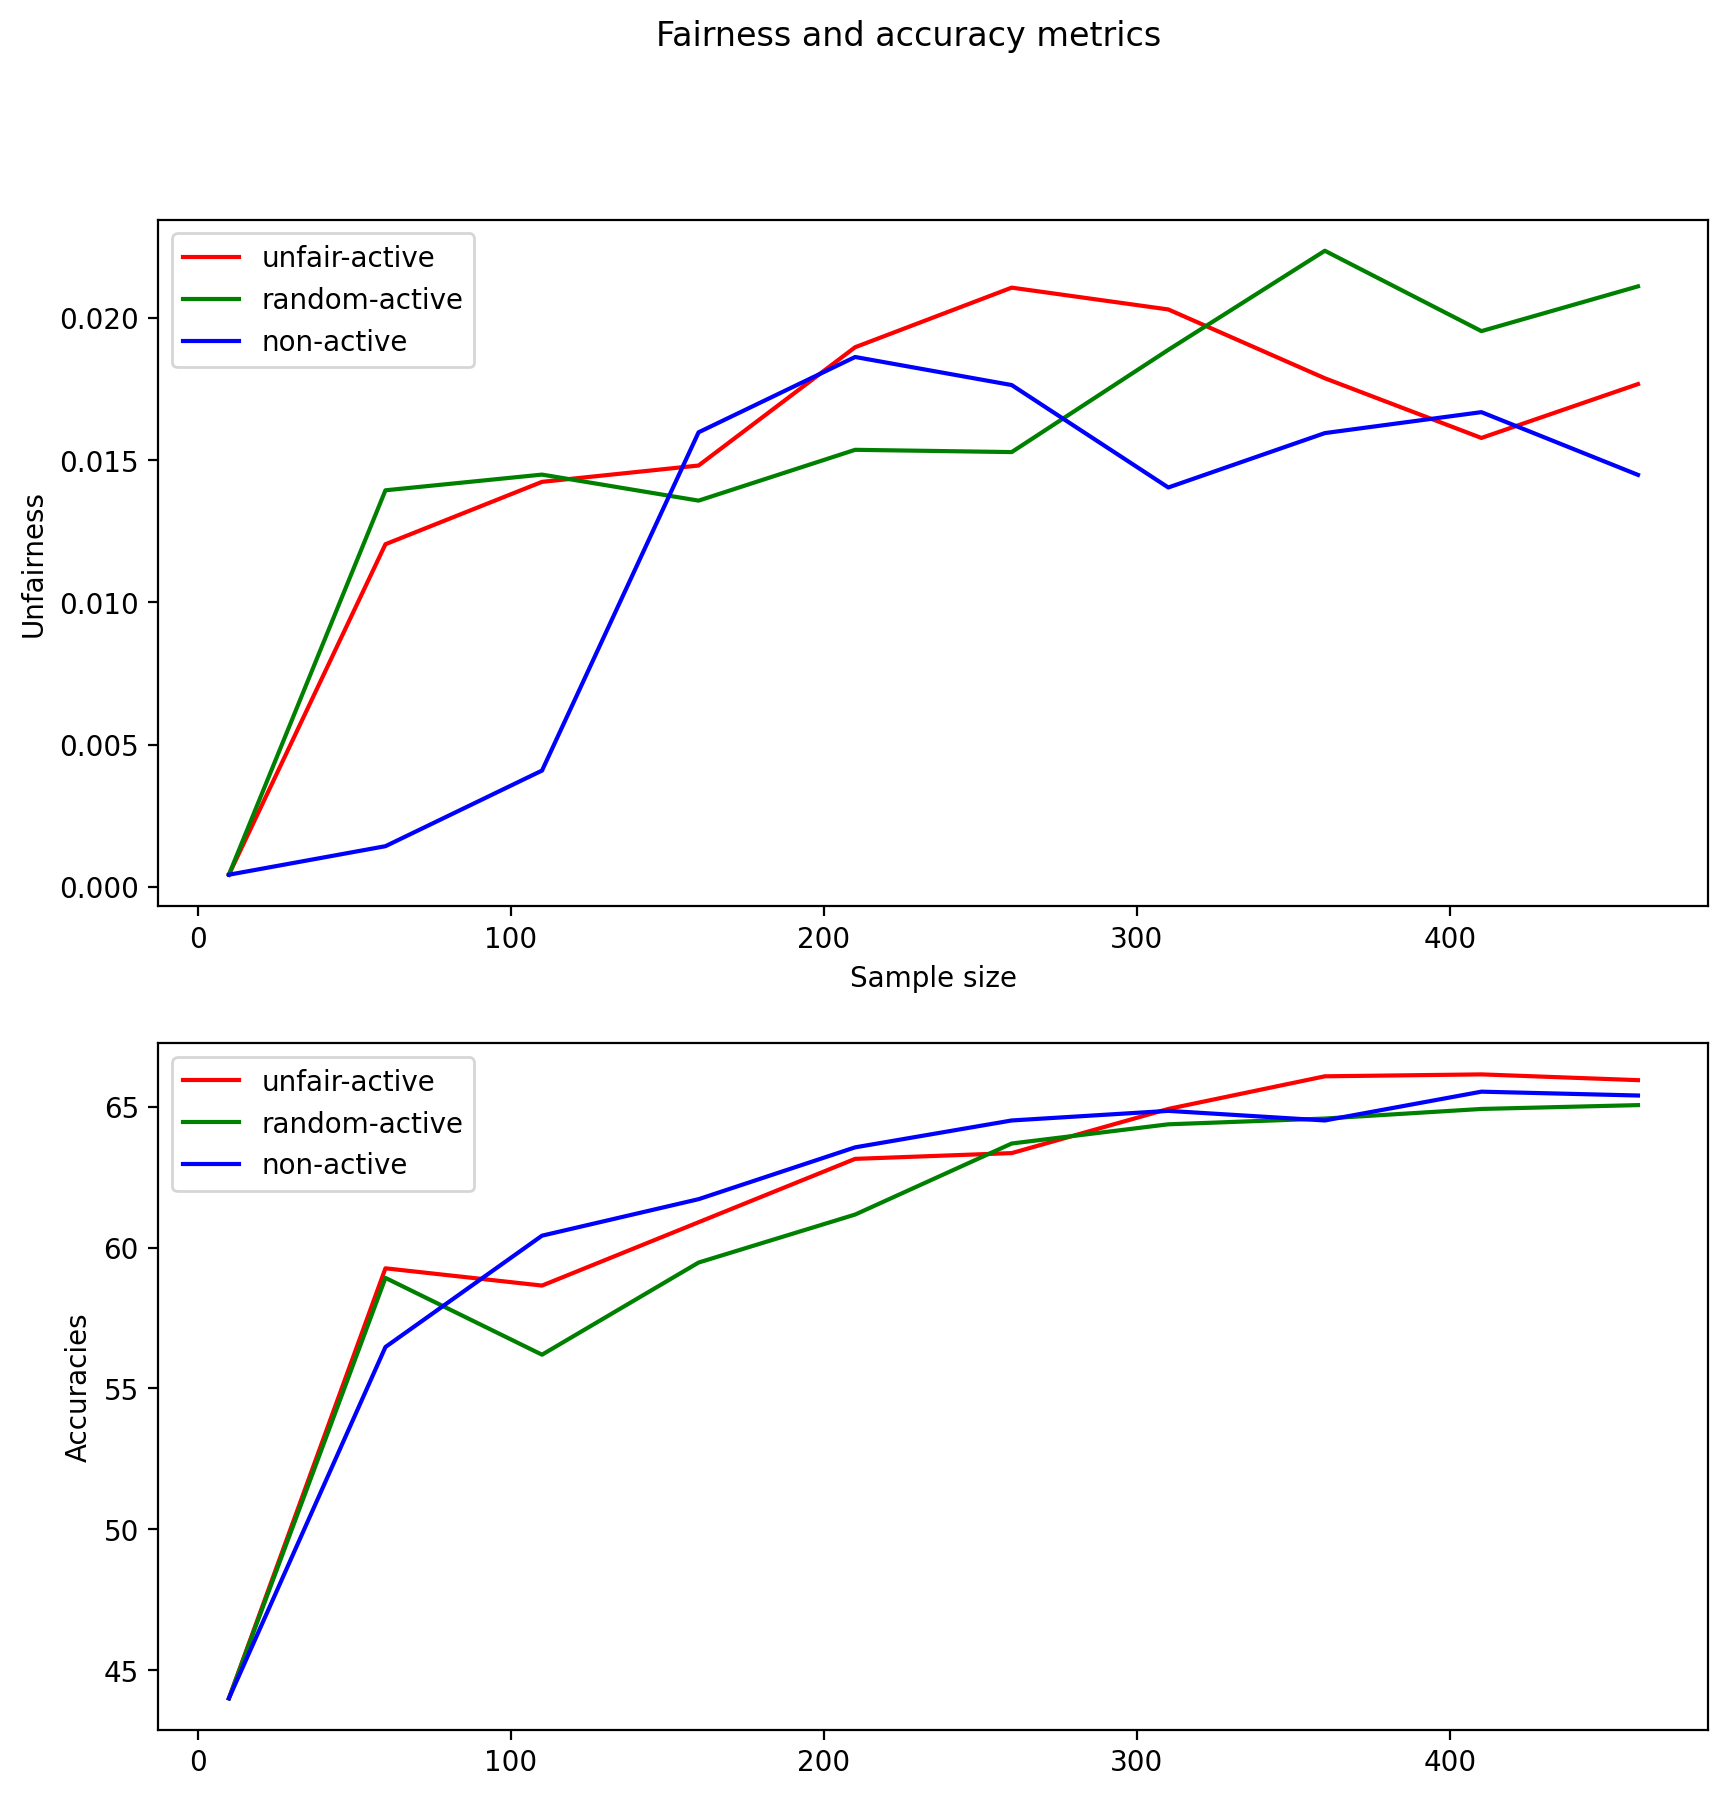 Fairness and accuracy metrics
unfair-active
random-active
non-active
Unfairness
0.020
0.015
0.010
0.005
0.000
0 100 200 300 400
Sample size
unfair-active
random-active
non-active
Accuracies
65
60
55
50
45
0 100 200 300 400